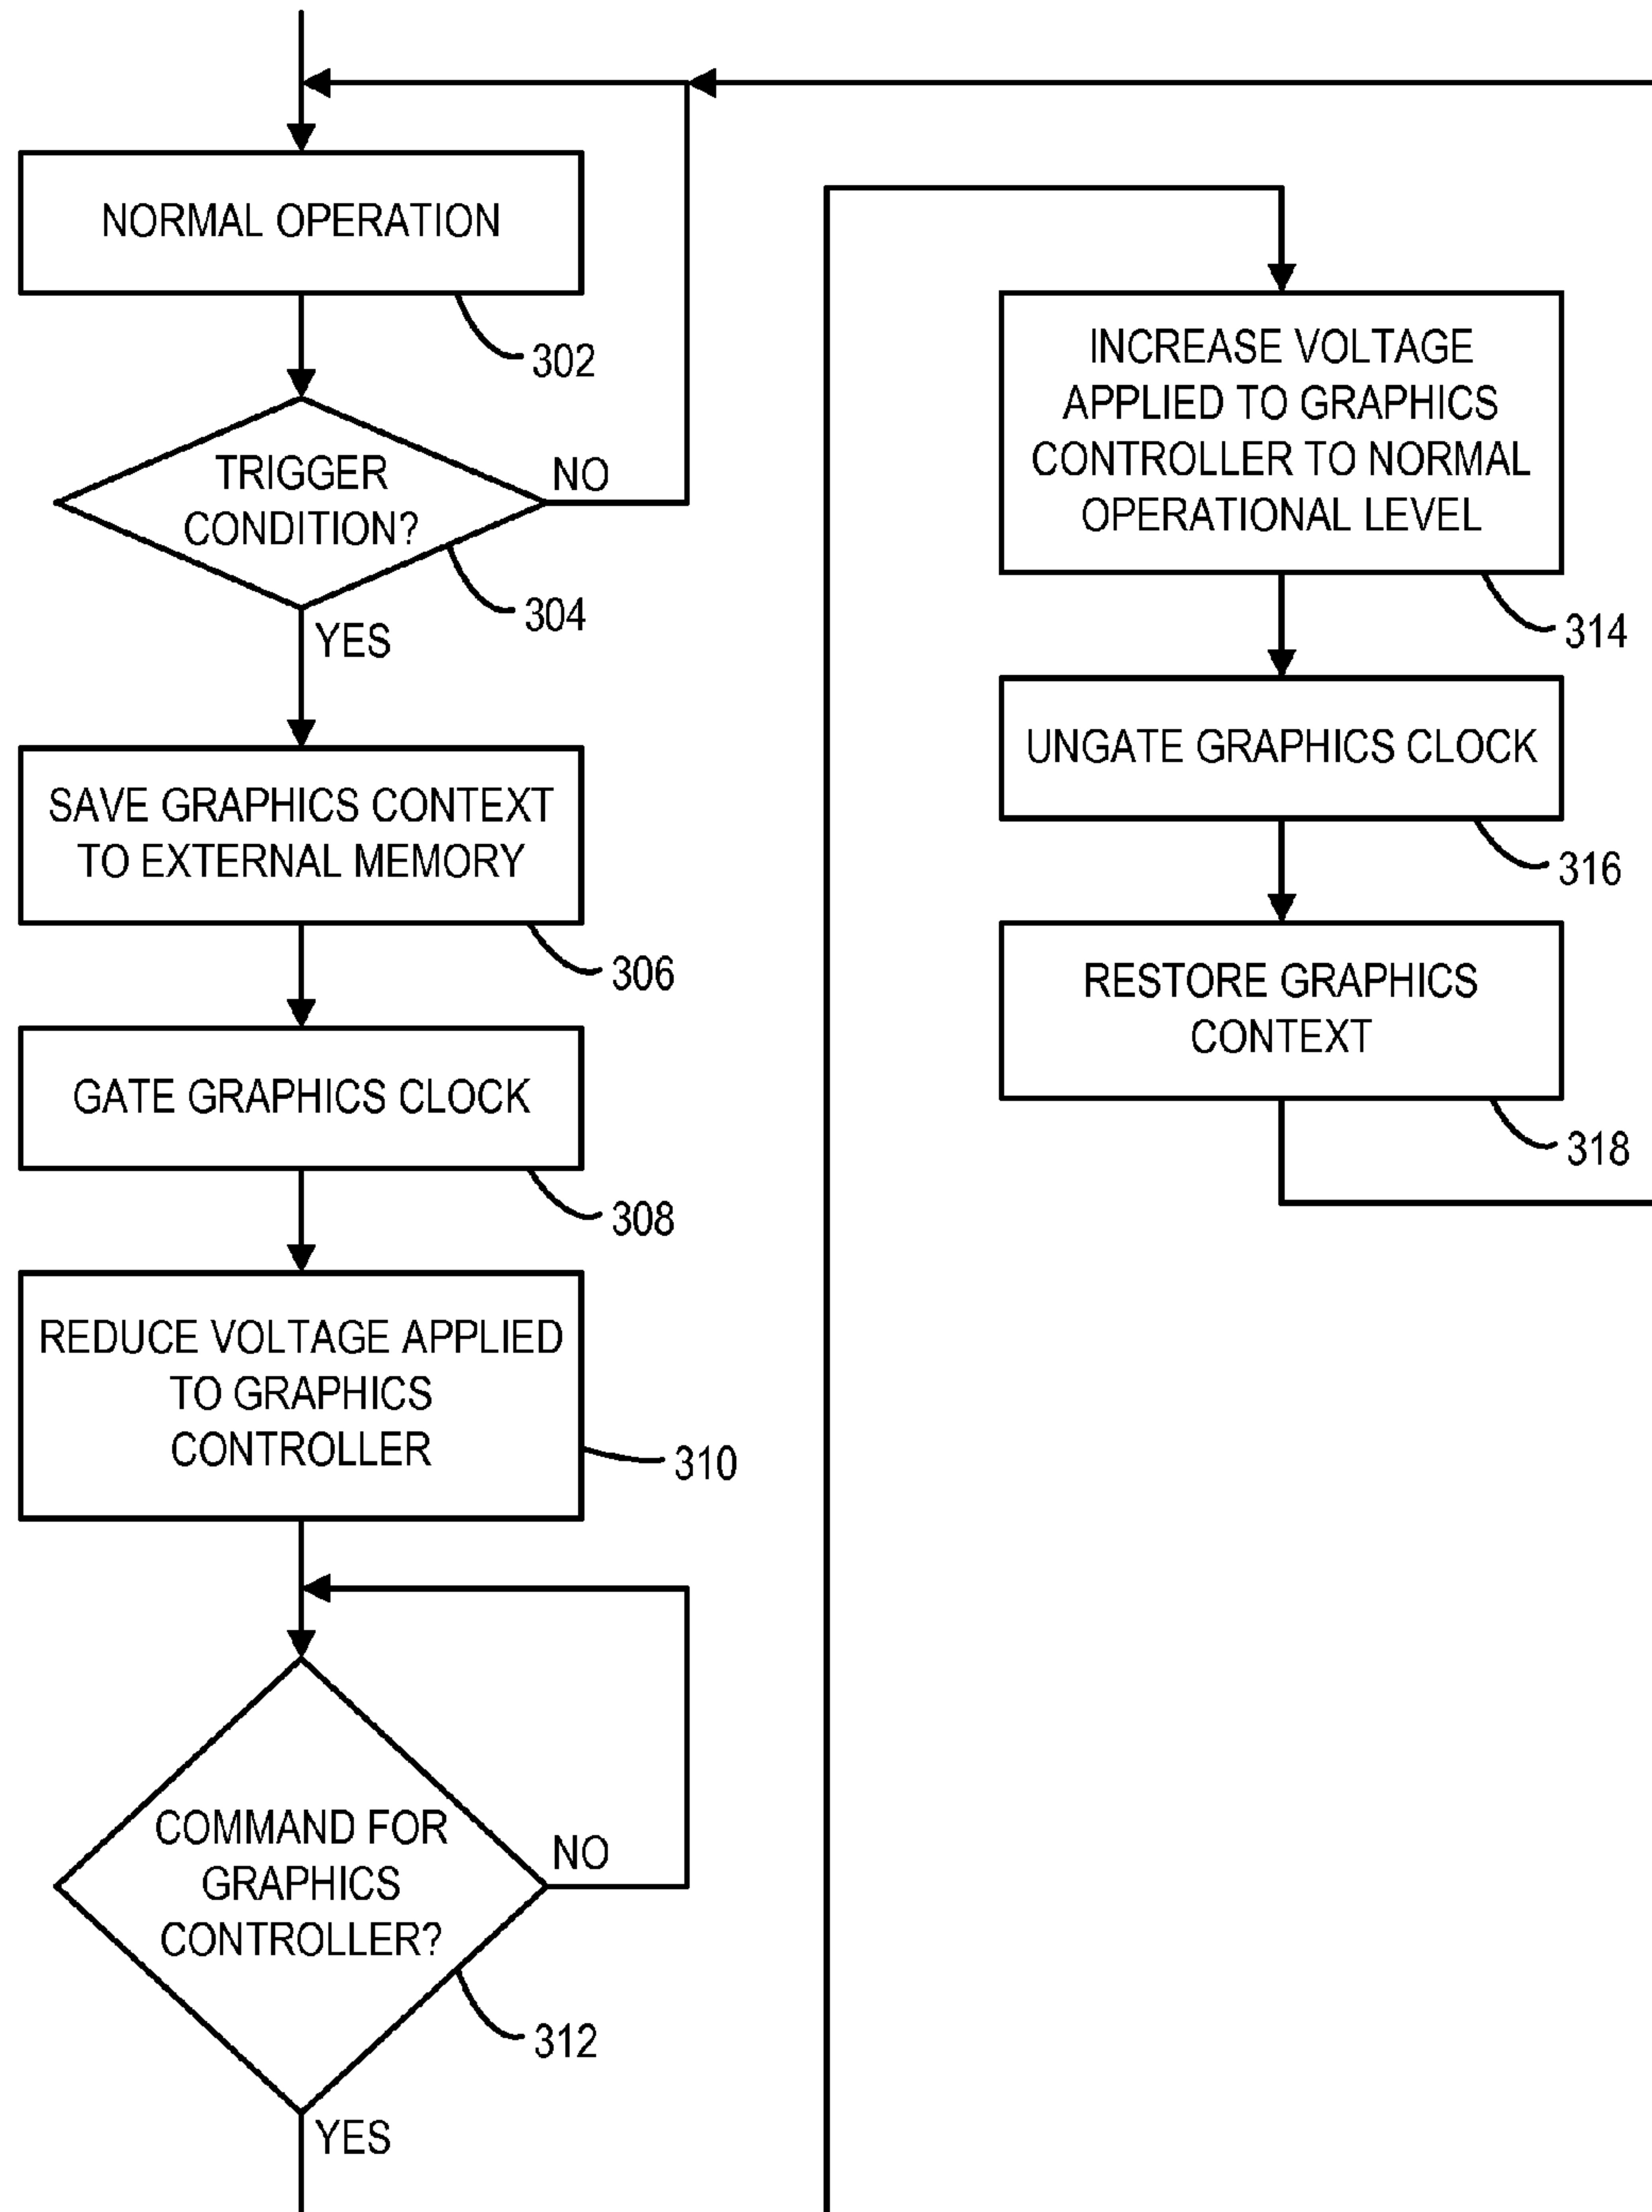 NORMAL OPERATION
302
TRIGGER
CONDITION?
NO
304
YES
SAVE GRAPHICS CONTEXT
TO EXTERNAL MEMORY
306
GATE GRAPHICS CLOCK
308
REDUCE VOLTAGE APPLIED
TO GRAPHICS
CONTROLLER
310
COMMAND FOR
GRAPHICS
CONTROLLER?
NO
312
YES
INCREASE VOLTAGE
APPLIED TO GRAPHICS
CONTROLLER TO NORMAL
OPERATIONAL LEVEL
314
UNGATE GRAPHICS CLOCK
316
RESTORE GRAPHICS
CONTEXT
318